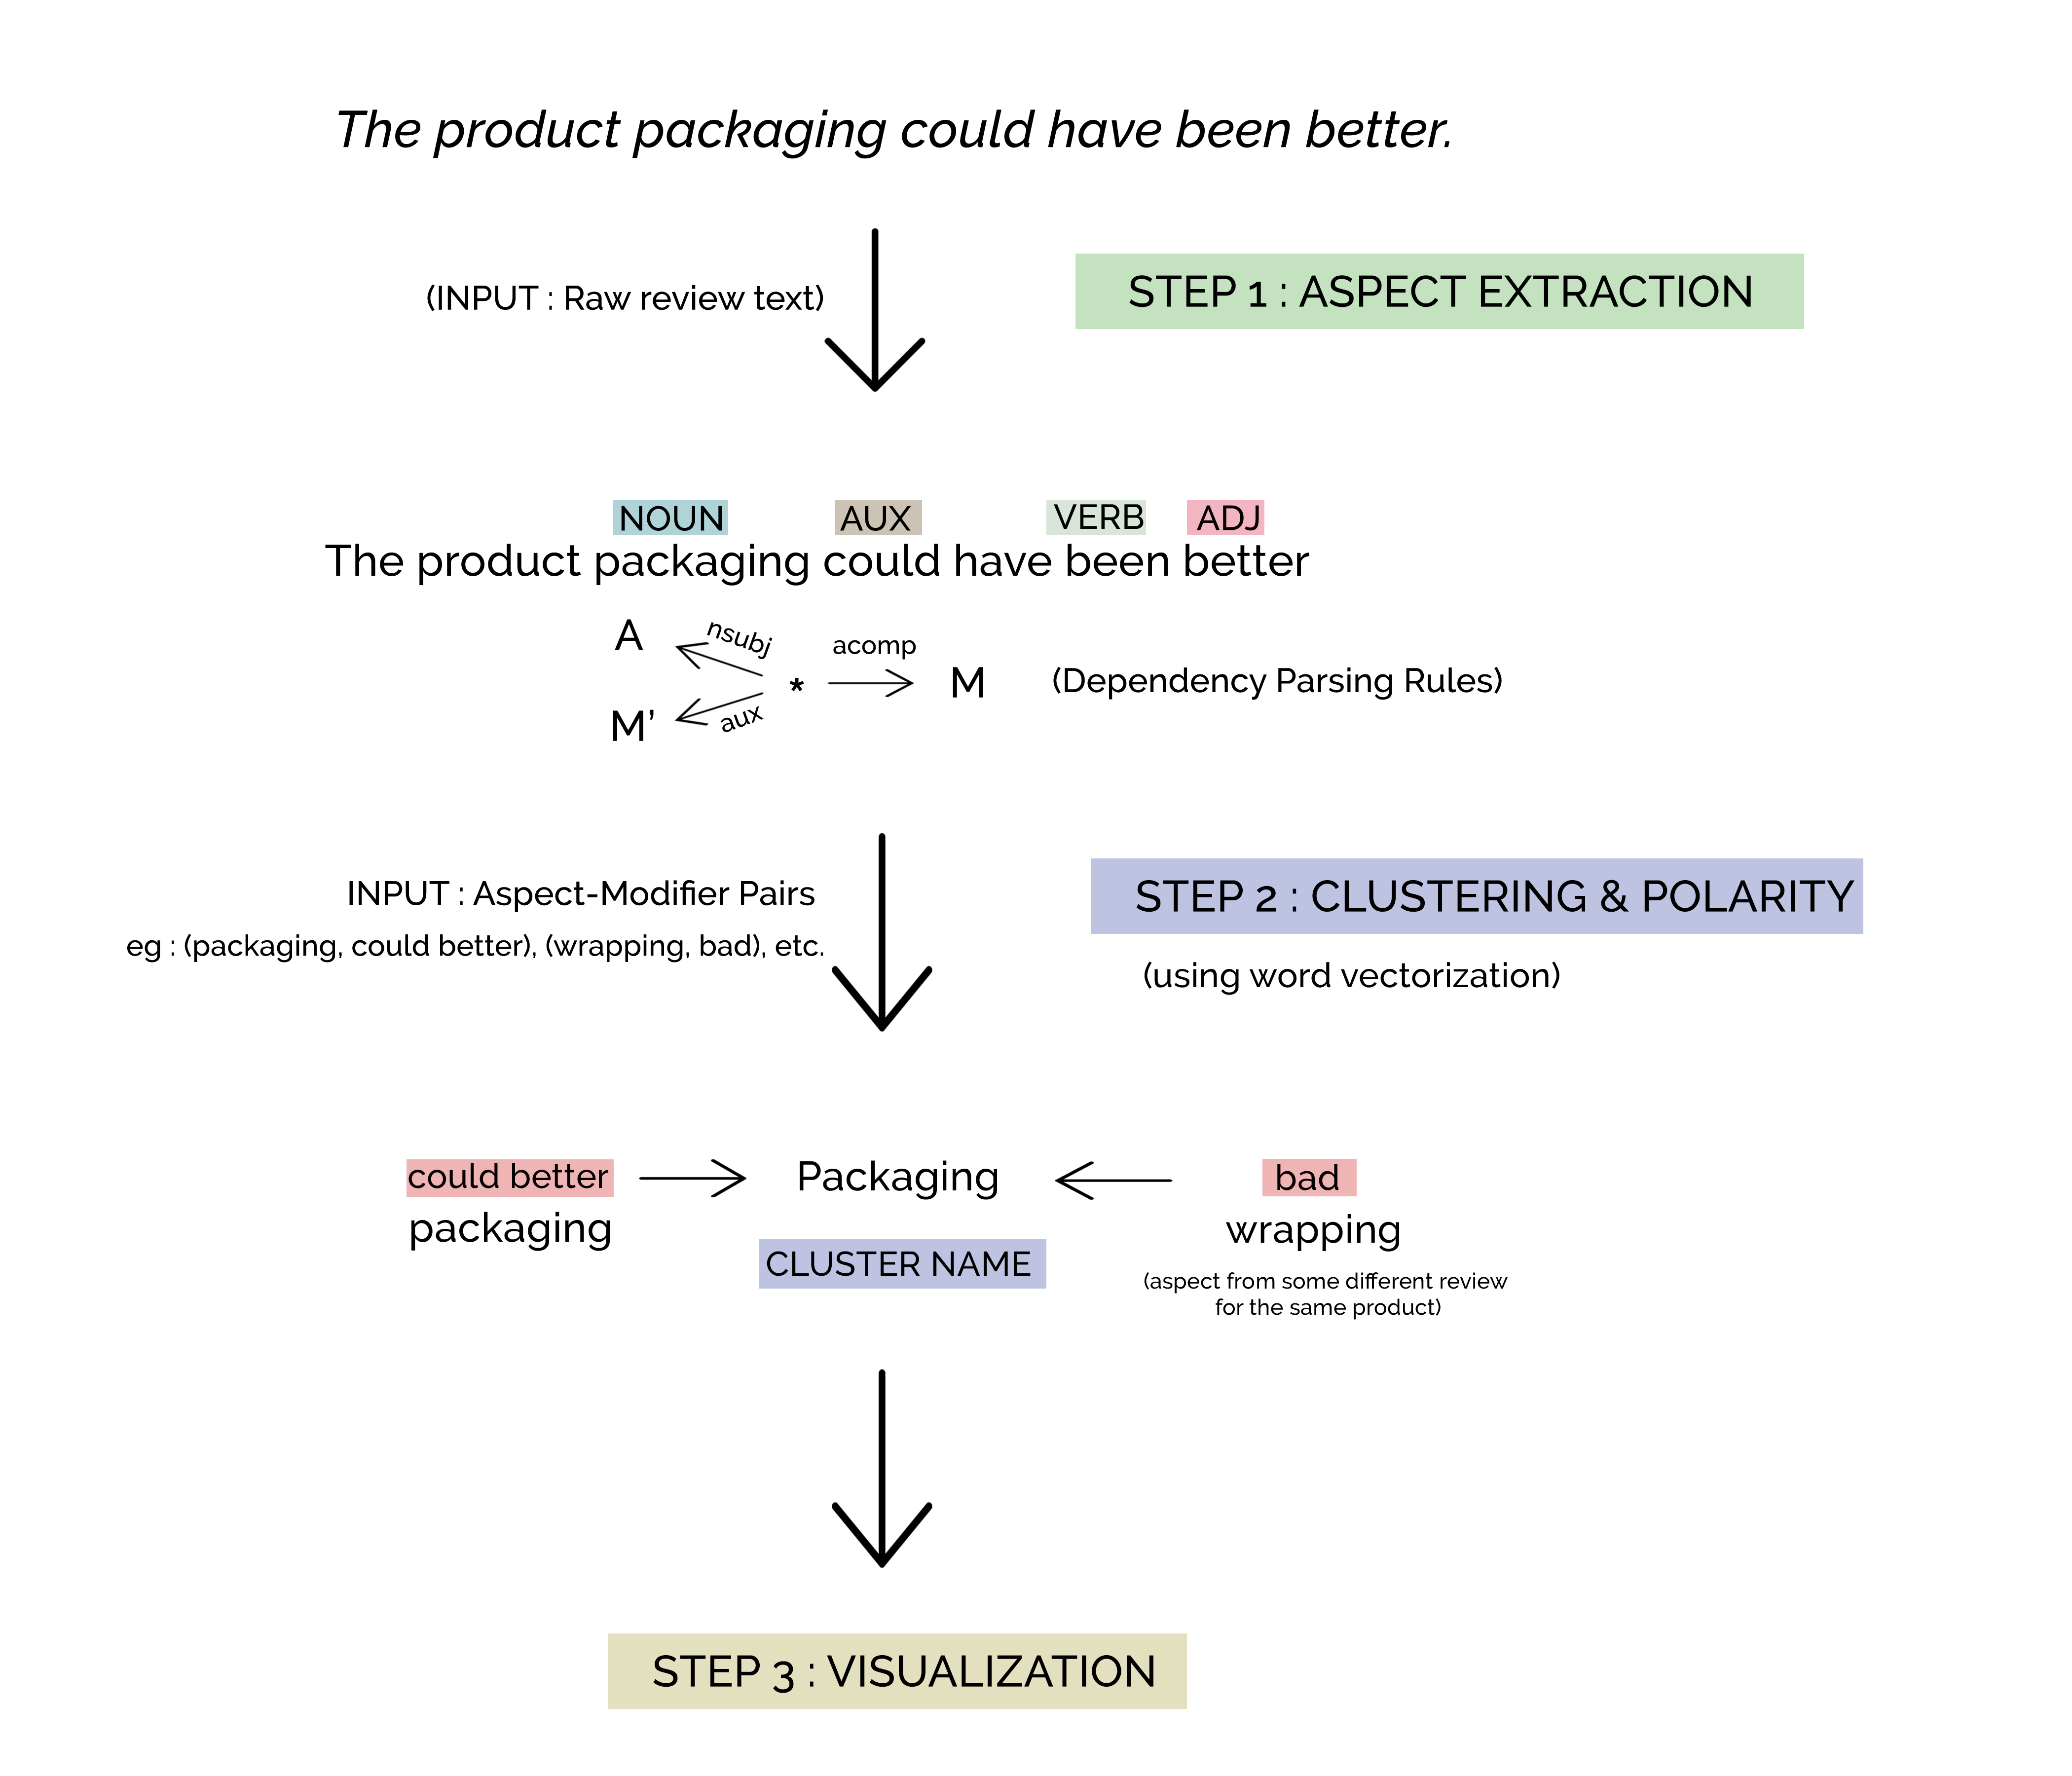 The product packaging could have been better.
(INPUT : Raw review text)
STEP 1 : ASPECT EXTRACTION
NOUN AUX VERB ADJ
The product packaging could have been better
A nsubj acomp
* M (Dependency Parsing Rules)
M' aux
INPUT : Aspect-Modifier Pairs
eg : (packaging, could better), (wrapping, bad), etc.
STEP 2 : CLUSTERING & POLARITY
(using word vectorization)
could better
packaging
Packaging
CLUSTER NAME
bad
wrapping
(aspect from some different review
for the same product)
STEP 3 : VISUALIZATION